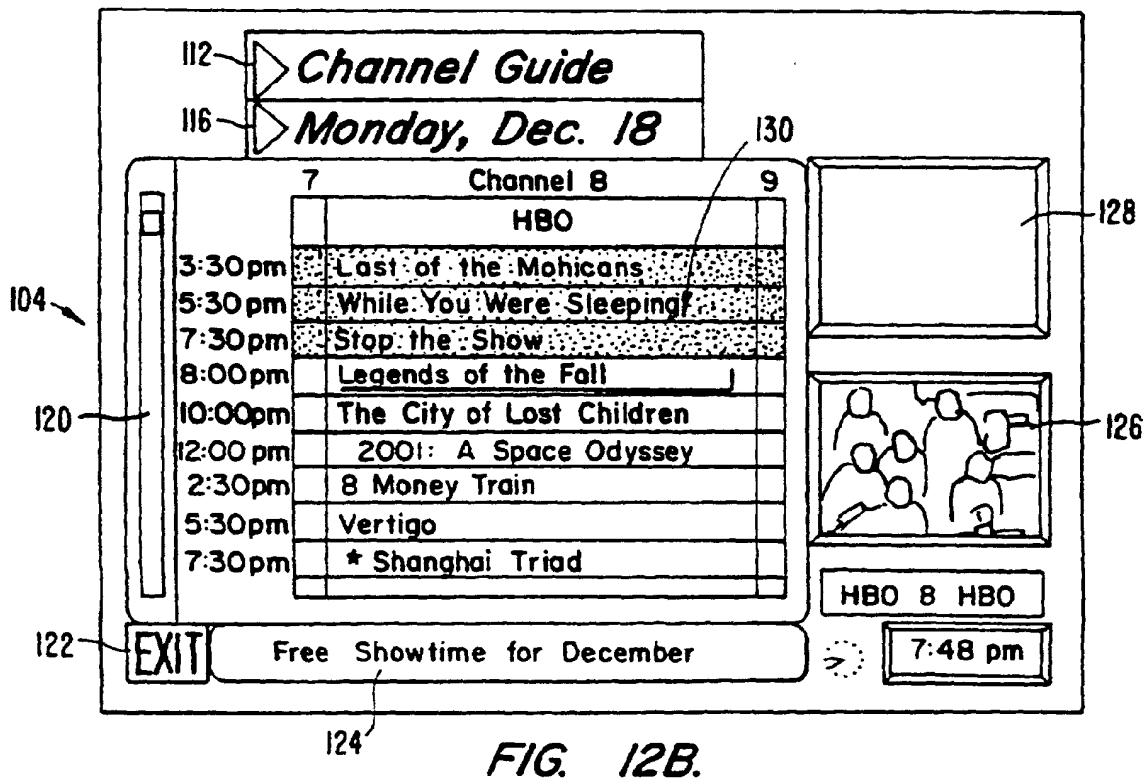 112
Channel Guide
116
Monday, Dec. 18
130
7 Channel 8 9
HBO
128
3:30pm Last of the Mohicans
104
5:30pm While You Were Sleeping
7:30pm Stop the Show
8:00pm Legends of the Fall
120
10:00pm The City of Lost Children
126
12:00 pm 2001: A Space Odyssey
2:30pm 8 Money Train
5:30pm Vertigo
7:30pm * Shanghai Triad
HBO 8 HBO
122
EXIT
Free Showtime for December
7:48 pm
124
FIG. 12B.